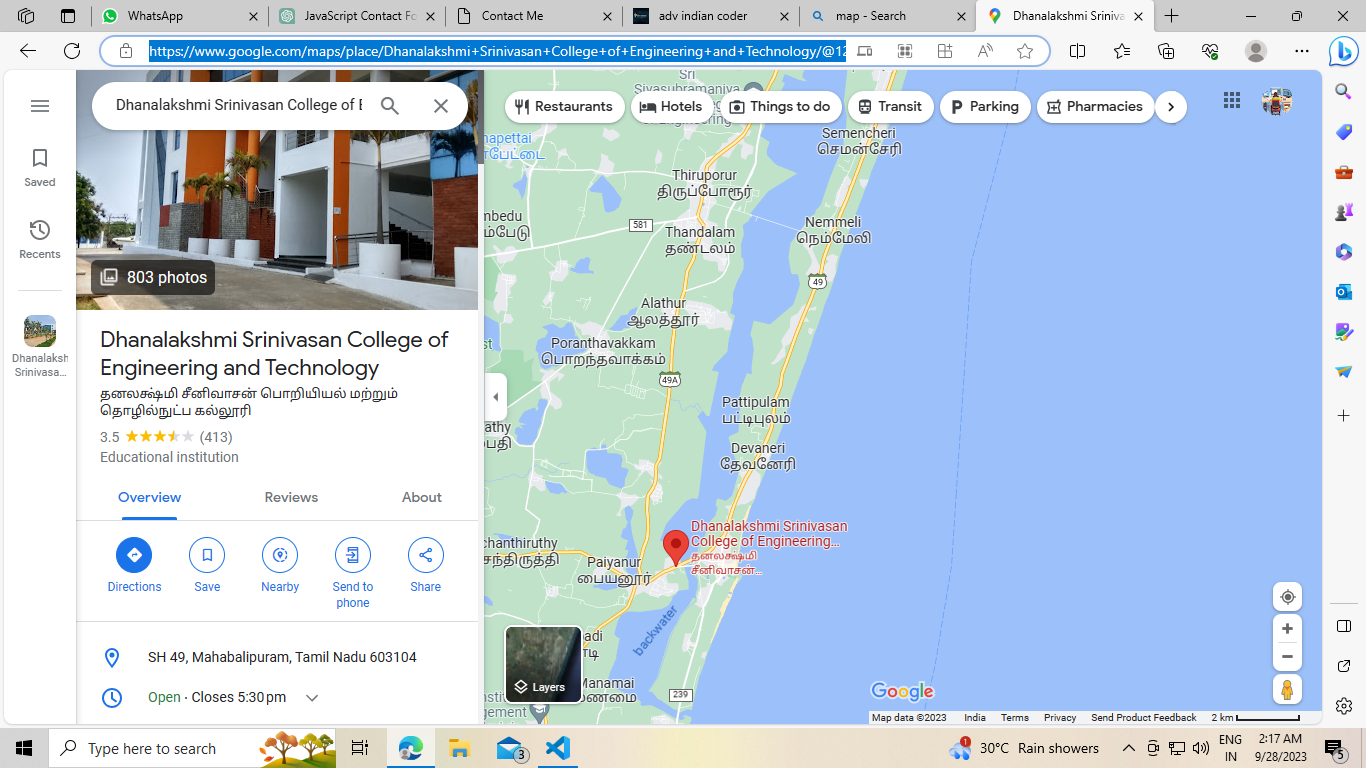 WhatsApp
JavaScript Contact Fo
Contact Me
adv indian coder
map - Search
Dhanalakshmi Sriniva
https://www.google.com/maps/place/Dhanalakshmi+Srinivasan+College+of+Engineering+and+Technology/@12
Dhanalakshmi Srinivasan College of E
Saved
Recents
Dhanalaksh
Srinivasa...
803 photos
Dhanalakshmi Srinivasan College of
Engineering and Technology
தனலக்ஷ்மி சீனிவாசன் பொறியியல் மற்றும்
தொழில்நுட்ப கல்லூரி
3.5 (413)
Educational institution
Overview Reviews About
Directions Save Nearby Send to
phone Share
SH 49, Mahabalipuram, Tamil Nadu 603104
Open · Closes 5:30 pm
Restaurants Hotels Things to do Transit Parking Pharmacies
Sri
Sivasubramaniya
Semencheri
செமன்சேரி
Thiruporur
திருப்போரூர்
581
Thandalam
தண்டலம்
Nemmeli
நெம்மேலி
49
Alathur
ஆலத்தூர்
Poranthavakkam
பொறந்தவாக்கம்
49A
Pattipulam
பட்டிபுலம்
Devaneri
தேவனேரி
Dhanalakshmi Srinivasan
College of Engineering...
தனலக்ஷ்மி
சீனிவாசன்...
Paiyanur
பையனூர்
backwater
Manamai
239
Layers
Google
Map data ©2023 India Terms Privacy Send Product Feedback 2 km
Type here to search
3
1
30°C Rain showers
ENG
IN
2:17 AM
9/28/2023
5